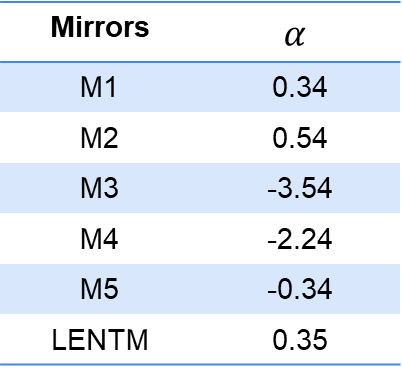 Mirrors α
M1 0.34
M2 0.54
M3 -3.54
M4 -2.24
M5 -0.34
LENTM 0.35